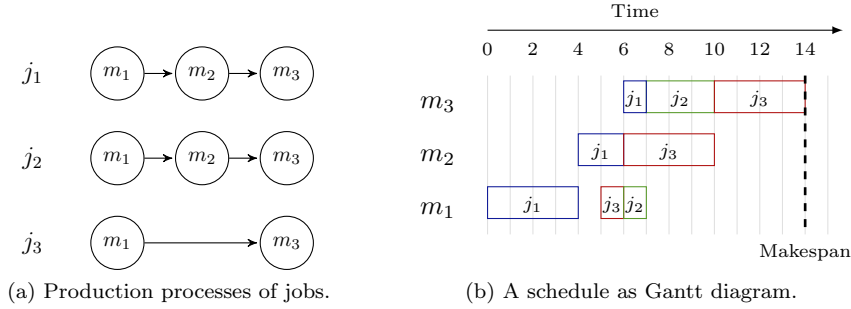 j1 m1 m2 m3
j2 m1 m2 m3
j3 m1 m3
(a) Production processes of jobs.
Time
0 2 4 6 8 10 12 14
m3 j1 j2 j3
m2 j1 j3
m1 j1 j3 j2
Makespan
(b) A schedule as Gantt diagram.